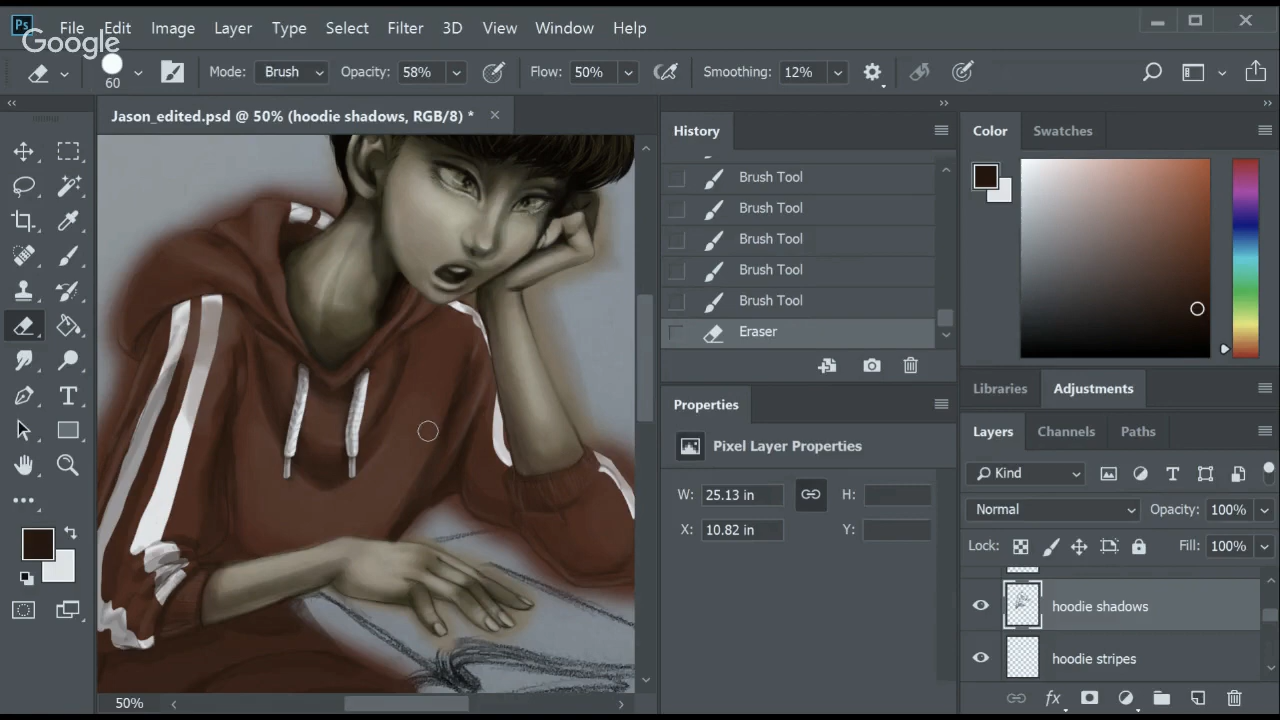 Ps File Edit Image Layer Type Select Filter 3D View Window Help
Google
60 Mode: Brush Opacity: 58% Flow: 50% Smoothing: 12%
Jason_edited.psd @ 50% (hoodie shadows, RGB/8) *
History
Brush Tool
Brush Tool
Brush Tool
Brush Tool
Brush Tool
Eraser
Properties
Pixel Layer Properties
W: 25.13 in H:
X: 10.82 in Y:
Color Swatches
Libraries Adjustments
Layers Channels Paths
Kind
Normal Opacity: 100%
Lock: Fill: 100%
hoodie shadows
hoodie stripes
fx
50%